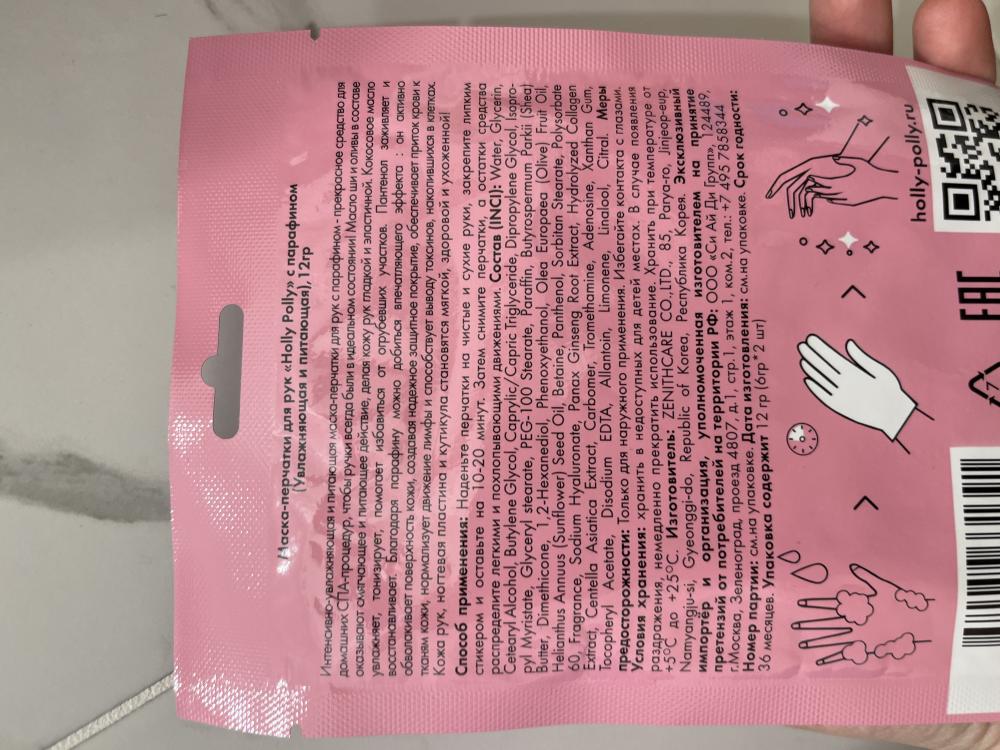 Маска-перчатки для рук «Holly Polly» с парафином
(Увлажняющая и питающая), 12гр
Интенсивно-увлажняющая и питающая маска-перчатки для рук с парафином - прекрасное средство для
домашних СПА-процедур, чтобы ручки всегда были в идеальном состоянии! Масло ши и оливы в составе
оказывают смягчающее и питающее действие, делая кожу рук гладкой и эластичной. Кокосовое масло
увлажняет, тонизирует, помогает избавиться от огрубевших участков. Пантенол заживляет и
восстанавливает. Благодаря парафину можно добиться впечатляющего эффекта : он активно
обволакивает поверхность кожи, создавая надежное защитное покрытие, обеспечивает приток крови к
тканям кожи, нормализует движение лимфы и способствует выводу токсинов, накопившихся в клетках.
Кожа рук, ногтевая пластина и кутикула становятся мягкой, здоровой и ухоженной!
Способ применения: Наденьте перчатки на чистые и сухие руки, закрепите липким
стикером и оставьте на 10-20 минут. Затем снимите перчатки, а остатки средства
распределите легкими и похлопывающими движениями. Состав (INCI): Water, Glycerin,
Cetearyl Alcohol, Butylene Glycol, Caprylic/Capric Triglyceride, Dipropylene Glycol, Isopro-
pyl Myristate, Glyceryl stearate, PEG-100 Stearate, Paraffin, Butyrospermum Parkii (Shea)
Butter, Dimethicone, 1,2-Hexanediol, Phenoxyethanol, Olea Europaea (Olive) Fruit Oil,
Helianthus Annuus (Sunflower) Seed Oil, Betaine, Panthenol, Sorbitan Stearate, Polysorbate
60, Fragrance, Sodium Hyaluronate, Panax Ginseng Root Extract, Hydrolyzed Collagen
Extract, Centella Asiatica Extract, Carbomer, Tromethamine, Adenosine, Xanthan Gum,
Tocopheryl Acetate, Disodium EDTA, Allantoin, Limonene, Linalool, Citral. Меры
предосторожности: Только для наружного применения. Избегайте контакта с глазами.
Условия хранения: хранить в недоступных для детей местах. В случае появления
раздражения, немедленно прекратить использование. Хранить при температуре от
+5°С до +25°С. Изготовитель: ZENITHCARE CO.,LTD., 85, Parya-ro, Jinjeop-eup,
Namyangju-si, Gyeonggi-do, Republic of Korea, Республика Корея. Эксклюзивный
импортёр и организация, уполномоченная изготовителем на принятие
претензий от потребителей на территории РФ: ООО «Си Ай Ди Групп», 124489,
г.Москва, Зеленоград, проезд 4807, д.1, стр.1, этаж 1, ком.2, тел.: +7 495 7858344
Номер партии: см.на упаковке. Дата изготовления: см.на упаковке. Срок годности:
36 месяцев. Упаковка содержит 12 гр (6гр * 2 шт)
holly-polly.ru
EAC